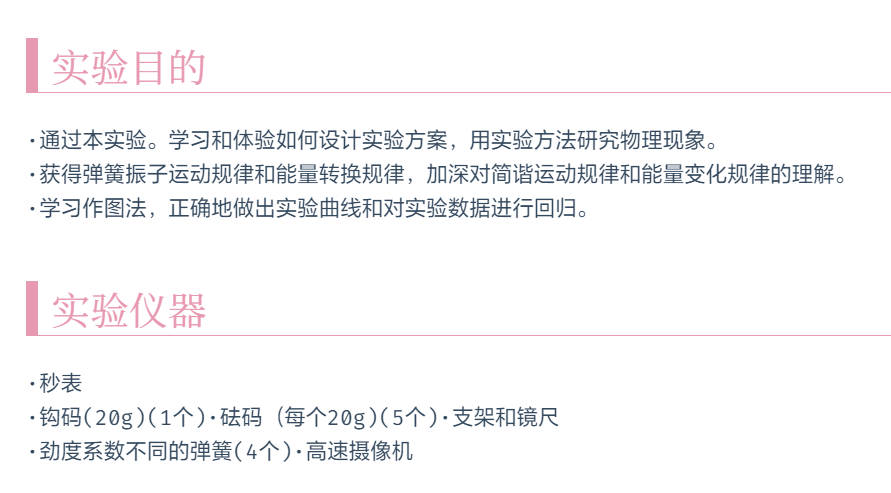 实验目的
·通过本实验。学习和体验如何设计实验方案，用实验方法研究物理现象。
·获得弹簧振子运动规律和能量转换规律，加深对简谐运动规律和能量变化规律的理解。
·学习作图法，正确地做出实验曲线和对实验数据进行回归。
实验仪器
·秒表
·钩码(20g)(1个)·砝码（每个20g)(5个)·支架和镜尺
·劲度系数不同的弹簧(4个)·高速摄像机